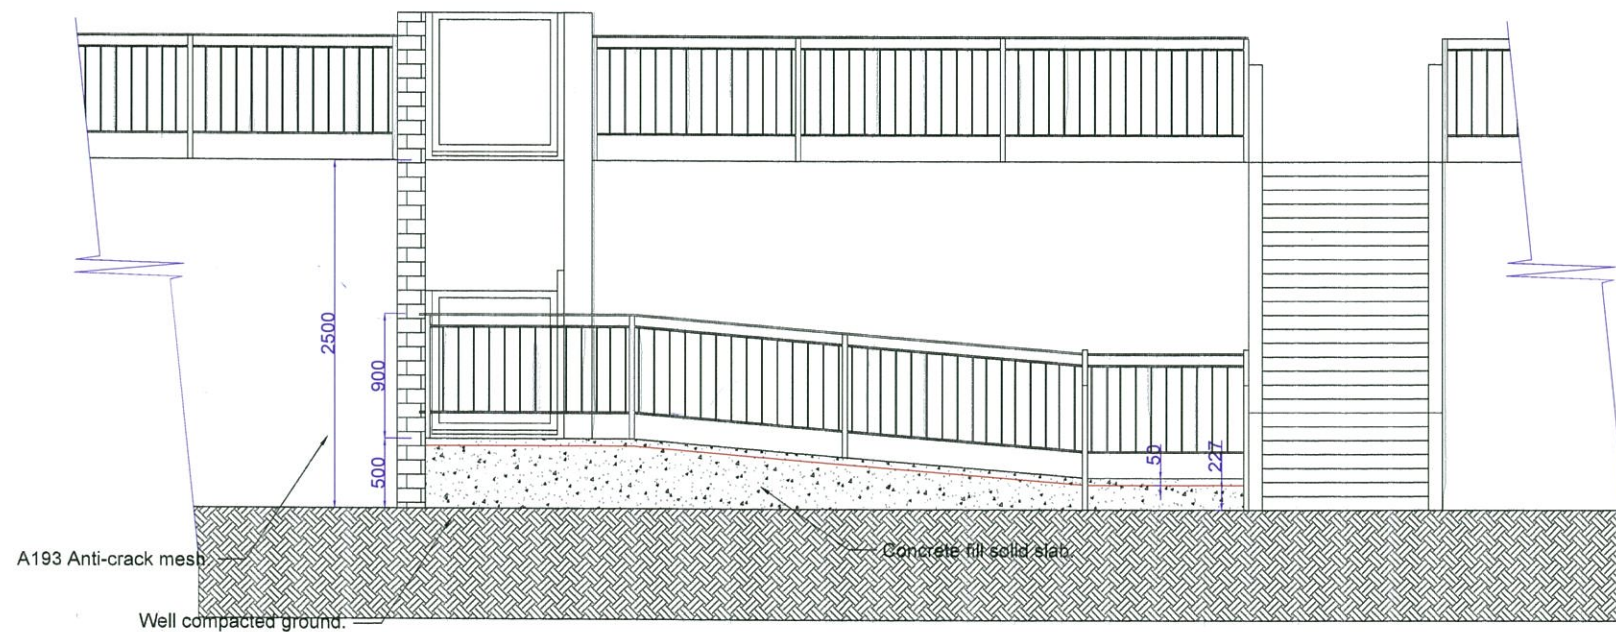 2500
900
500
50
227
A193 Anti-crack mesh
Concrete fill solid slab.
Well compacted ground.